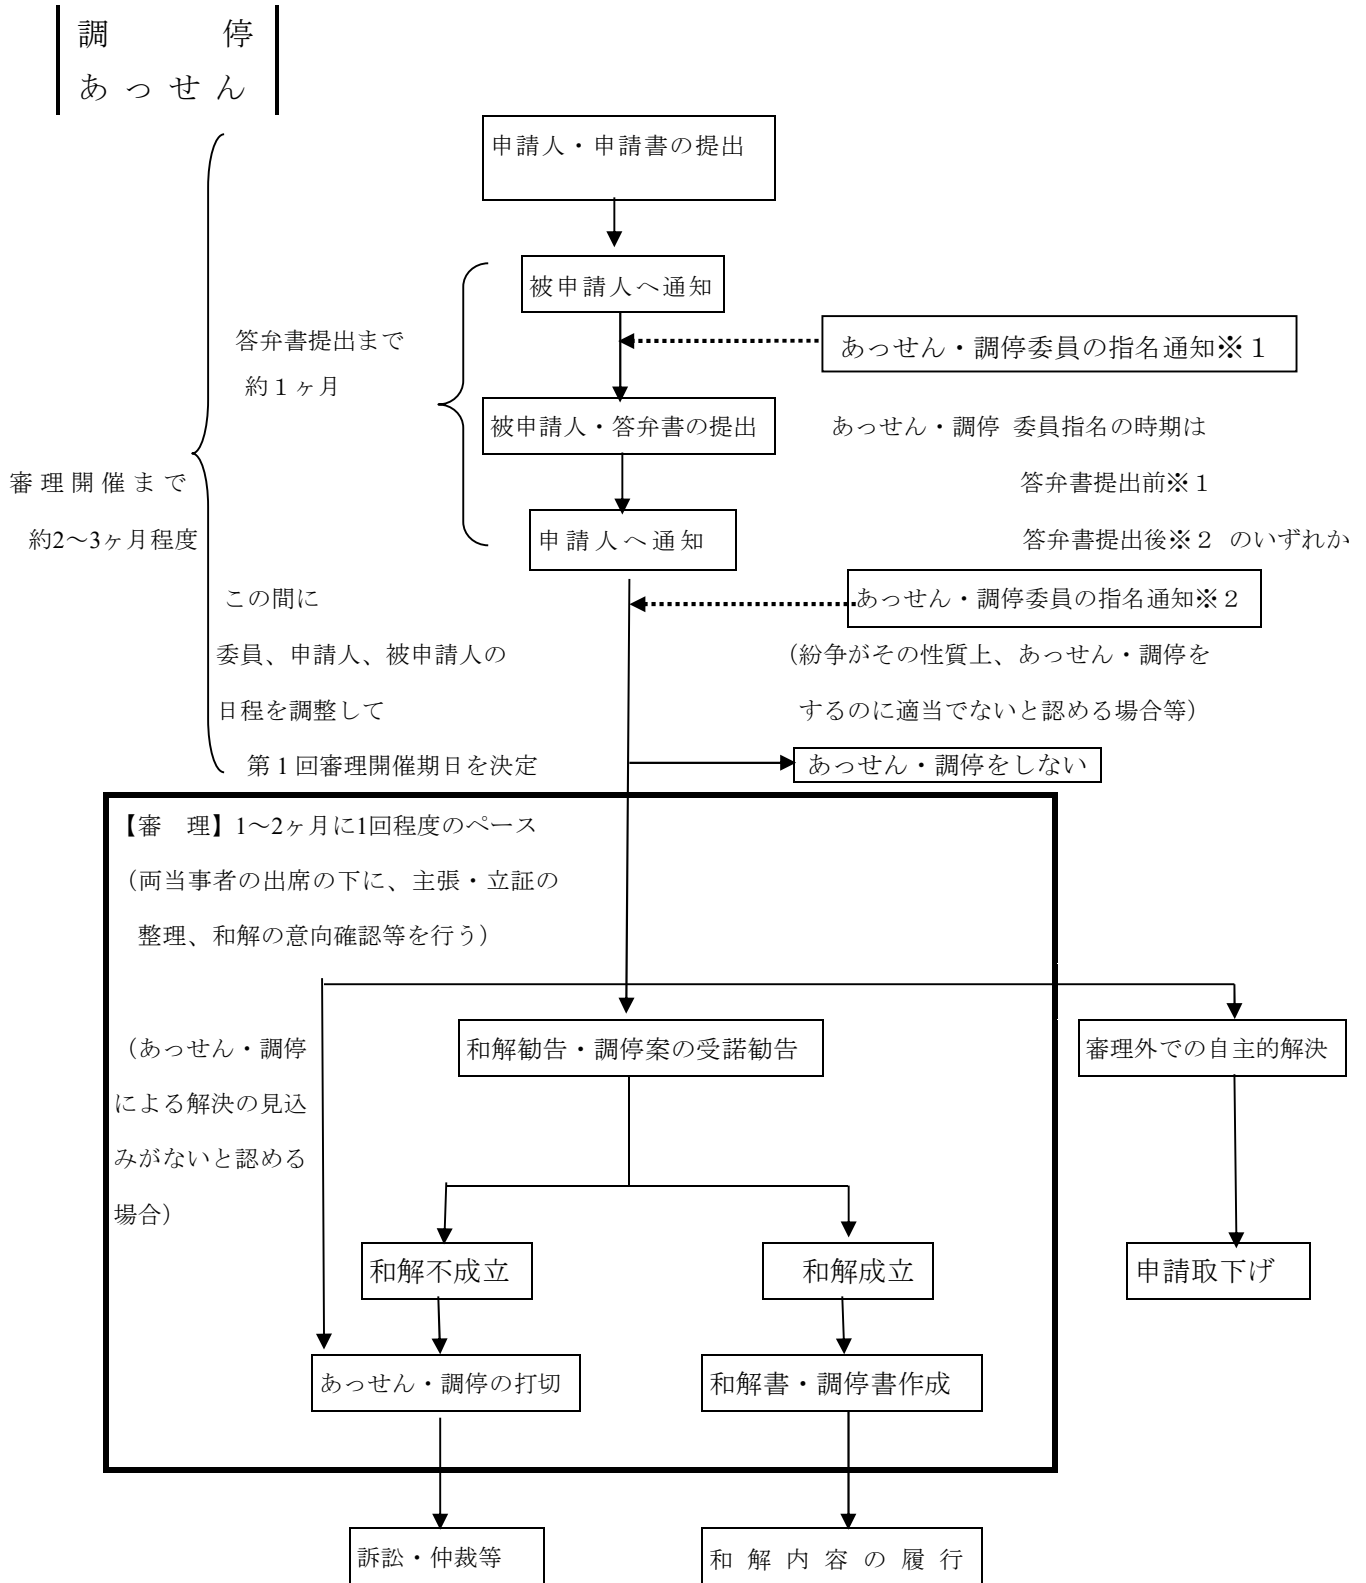 調　停
あっせん
申請人・申請書の提出
被申請人へ通知
答弁書提出まで
約１ヶ月
あっせん・調停委員の指名通知※１
被申請人・答弁書の提出
あっせん・調停 委員指名の時期は
答弁書提出前※１
答弁書提出後※２ のいずれか
審理開催まで
約2～3ヶ月程度
申請人へ通知
あっせん・調停委員の指名通知※２
この間に
委員、申請人、被申請人の
日程を調整して
第１回審理開催期日を決定
（紛争がその性質上、あっせん・調停を
するのに適当でないと認める場合等）
あっせん・調停をしない
【審　理】1～2ヶ月に1回程度のペース
（両当事者の出席の下に、主張・立証の
整理、和解の意向確認等を行う）
（あっせん・調停
による解決の見込
みがないと認める
場合）
和解勧告・調停案の受諾勧告
審理外での自主的解決
和解不成立
和解成立
申請取下げ
あっせん・調停の打切
和解書・調停書作成
訴訟・仲裁等
和解内容の履行